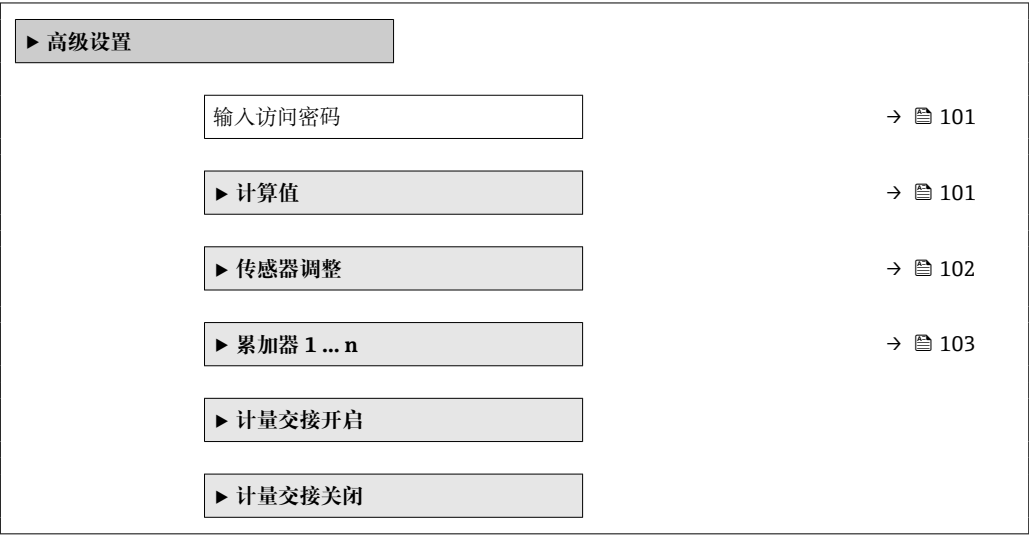 ▶ 高级设置
输入访问密码 → 🖹 101
▶ 计算值 → 🖹 101
▶ 传感器调整 → 🖹 102
▶ 累加器 1 ... n → 🖹 103
▶ 计量交接开启
▶ 计量交接关闭